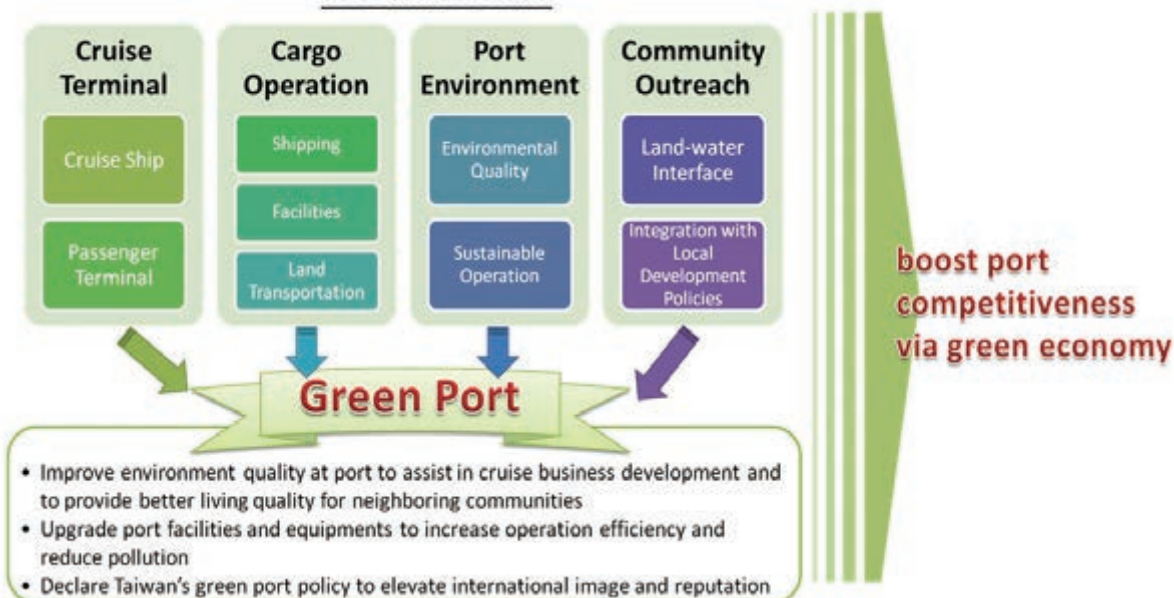 Cruise
Terminal
Cruise Ship
Passenger
Terminal
Cargo
Operation
Shipping
Facilities
Land
Transportation
Port
Environment
Environmental
Quality
Sustainable
Operation
Community
Outreach
Land-water
Interface
Integration with
Local
Development
Policies
boost port
competitiveness
via green economy
Green Port
• Improve environment quality at port to assist in cruise business development and
to provide better living quality for neighboring communities
• Upgrade port facilities and equipments to increase operation efficiency and
reduce pollution
• Declare Taiwan's green port policy to elevate international image and reputation